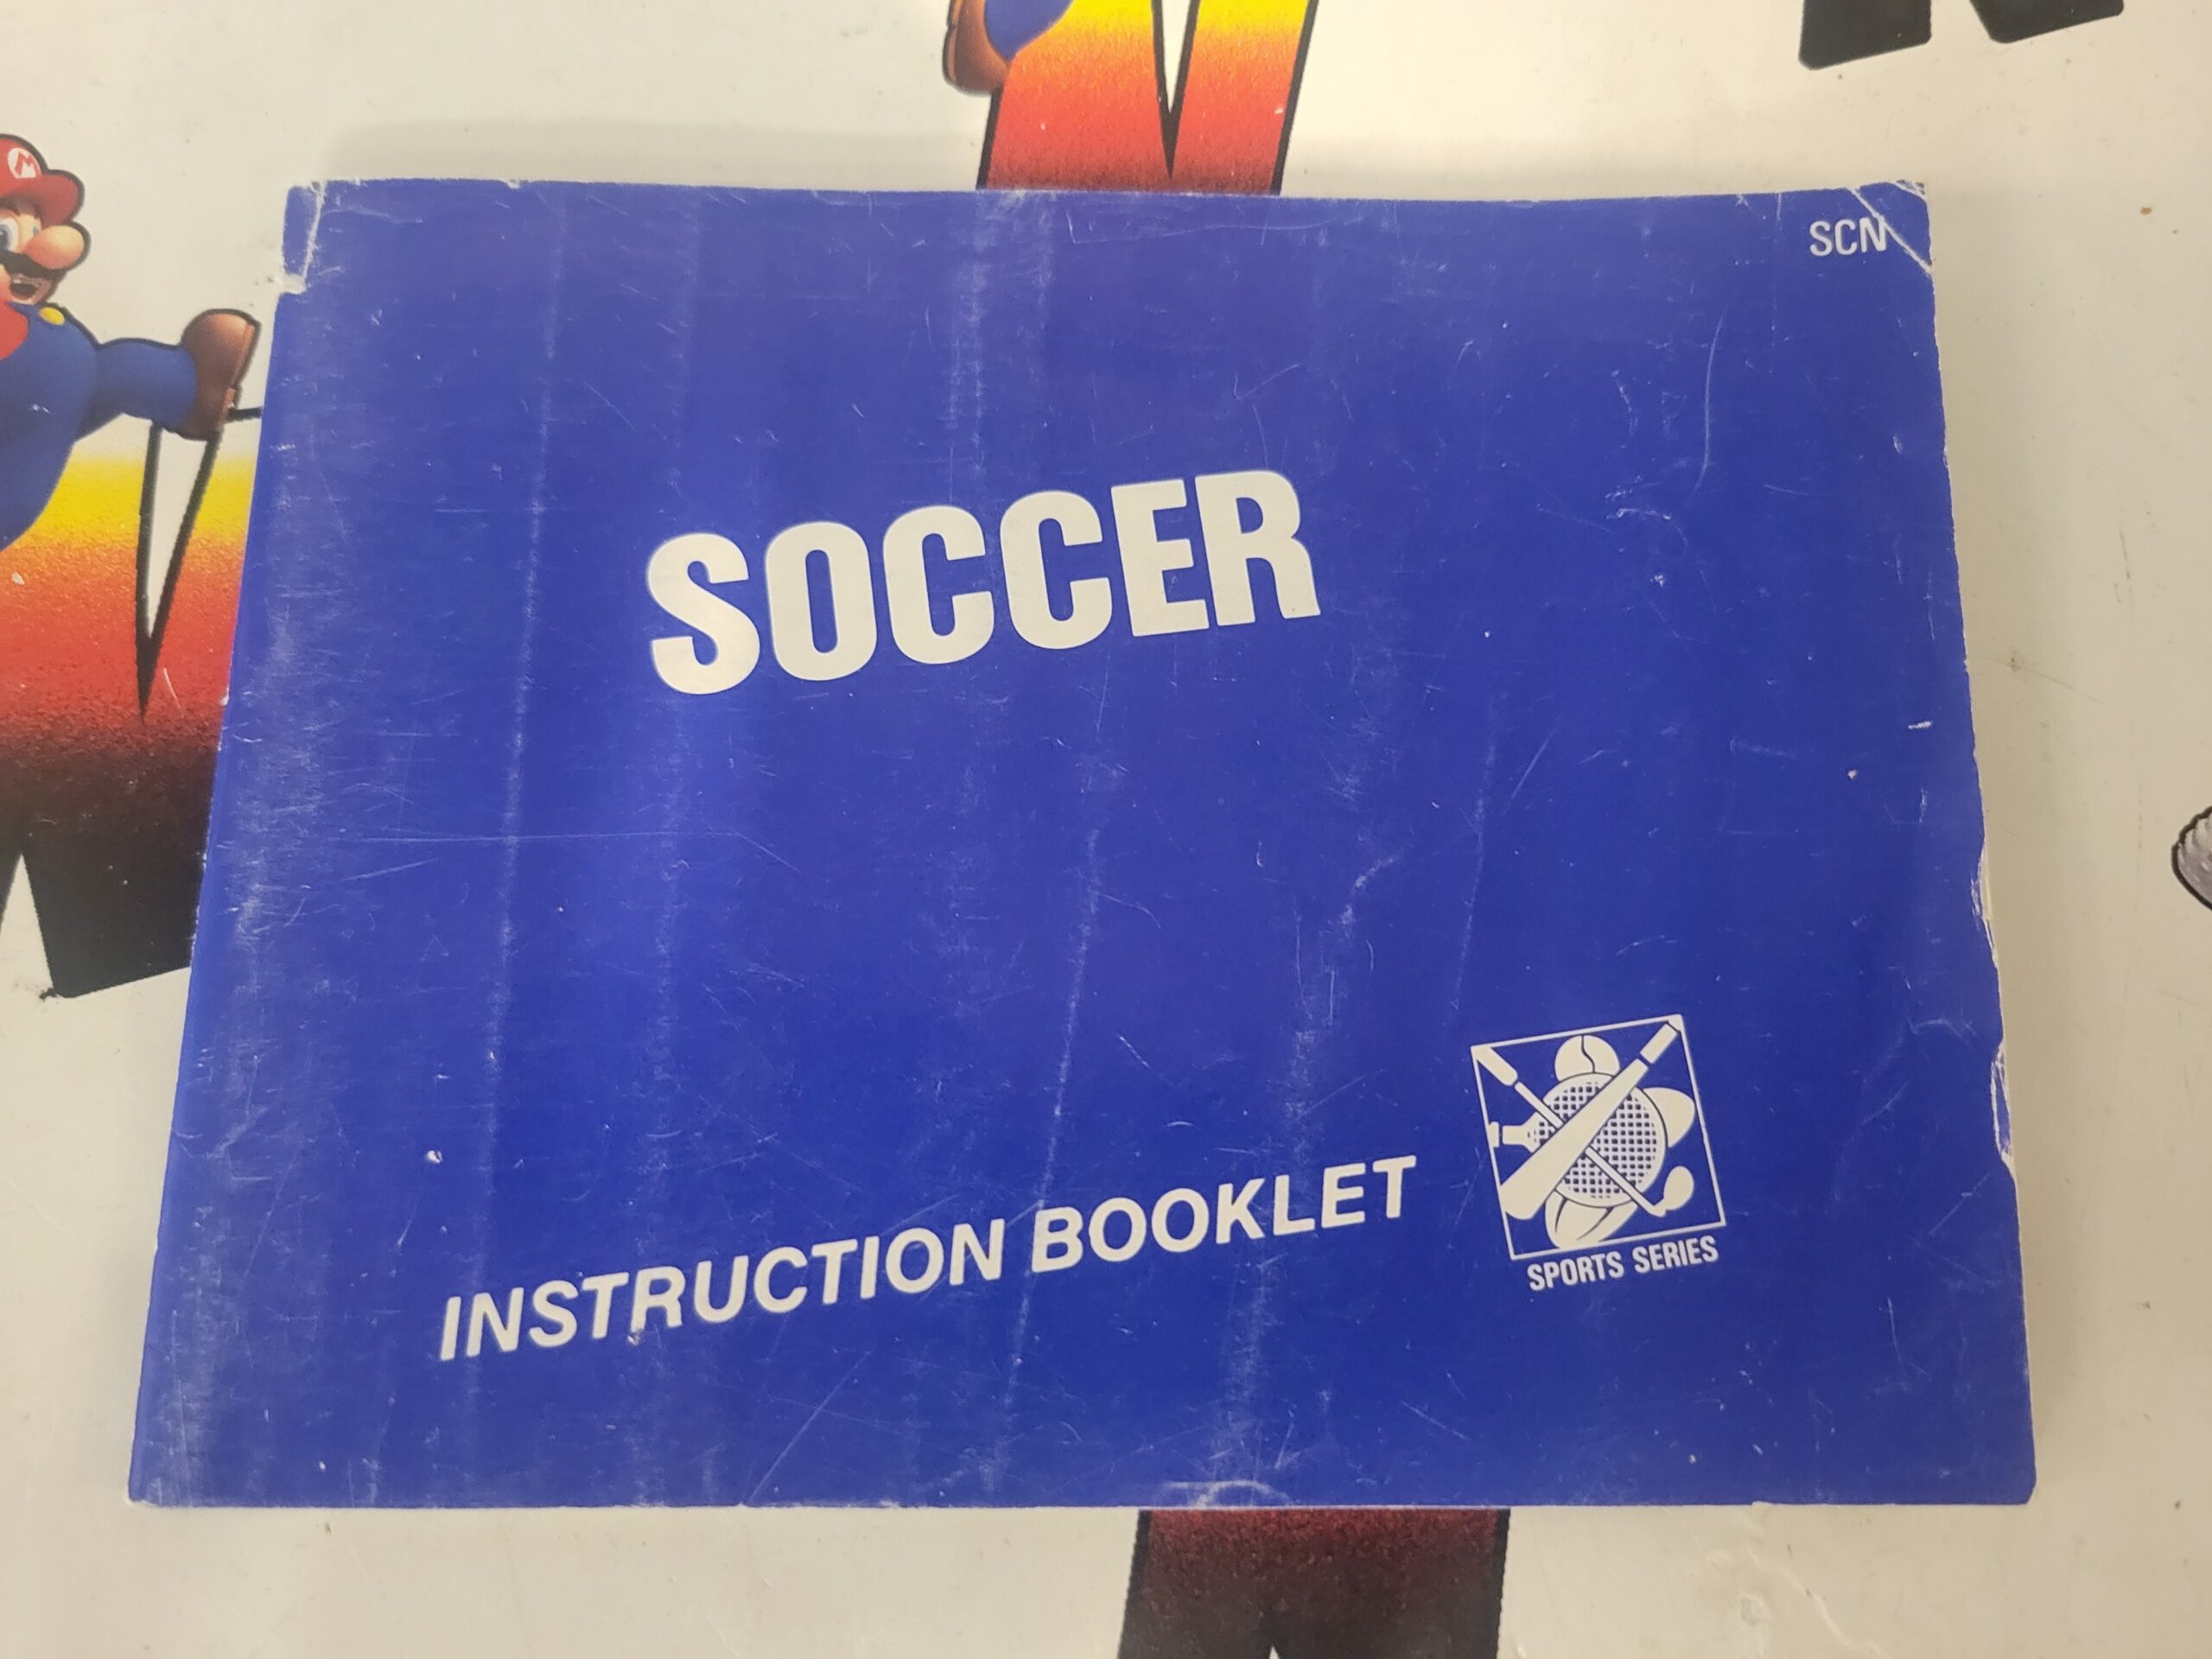 SCN
SOCCER
INSTRUCTION BOOKLET
SPORTS SERIES